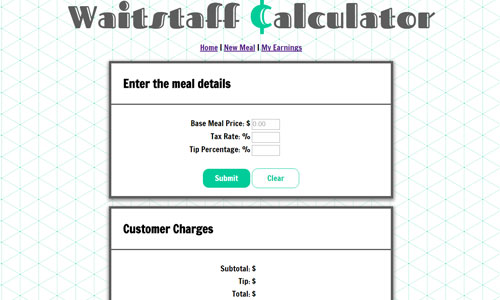 Waitstaff ¢alculator
Home | New Meal | My Earnings
Enter the meal details
Base Meal Price: $ 0.00
Tax Rate: %
Tip Percentage: %
Submit Clear
Customer Charges
Subtotal: $
Tip: $
Total: $